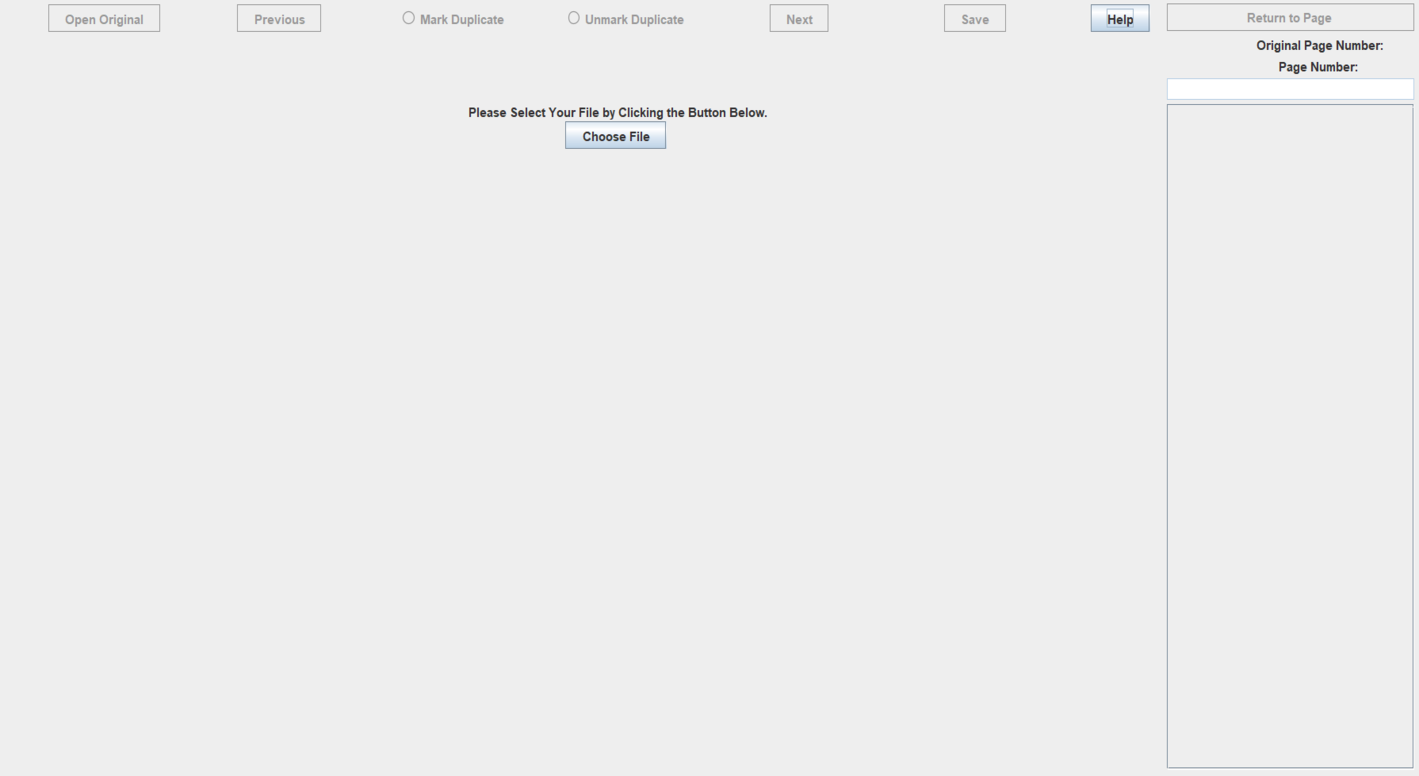 Open Original
Previous
Mark Duplicate
Unmark Duplicate
Next
Save
Help
Return to Page
Original Page Number:
Page Number:
Please Select Your File by Clicking the Button Below.
Choose File